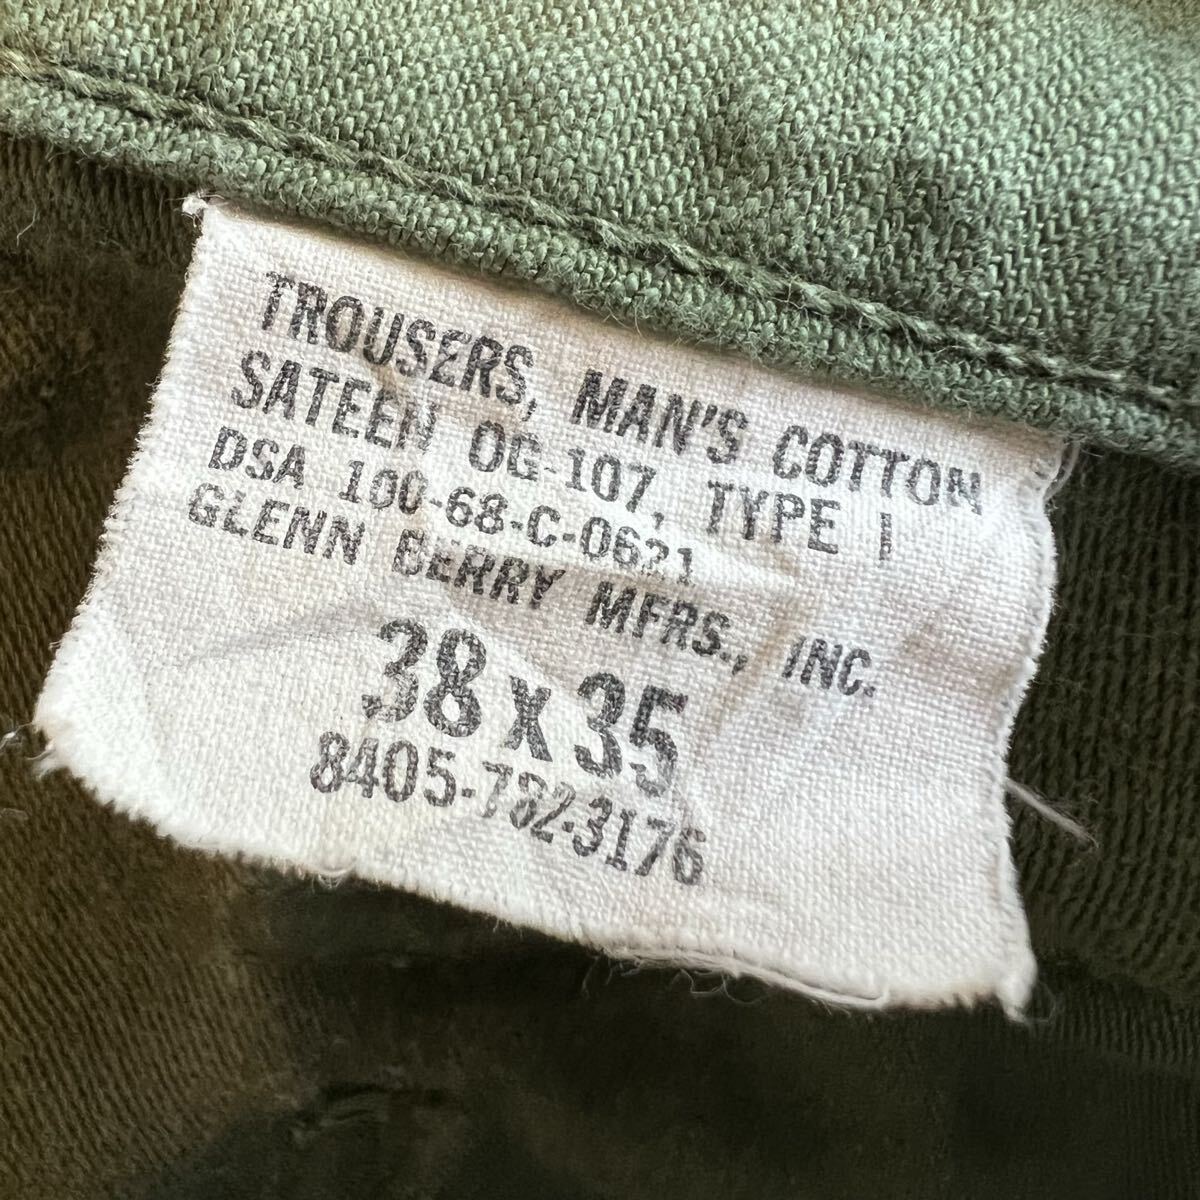 TROUSERS, MAN'S COTTON
SATEEN OG-107, TYPE I
DSA 100-68-C-0621
GLENN BERRY MFRS., INC.
38 X 35
8405-782-3176